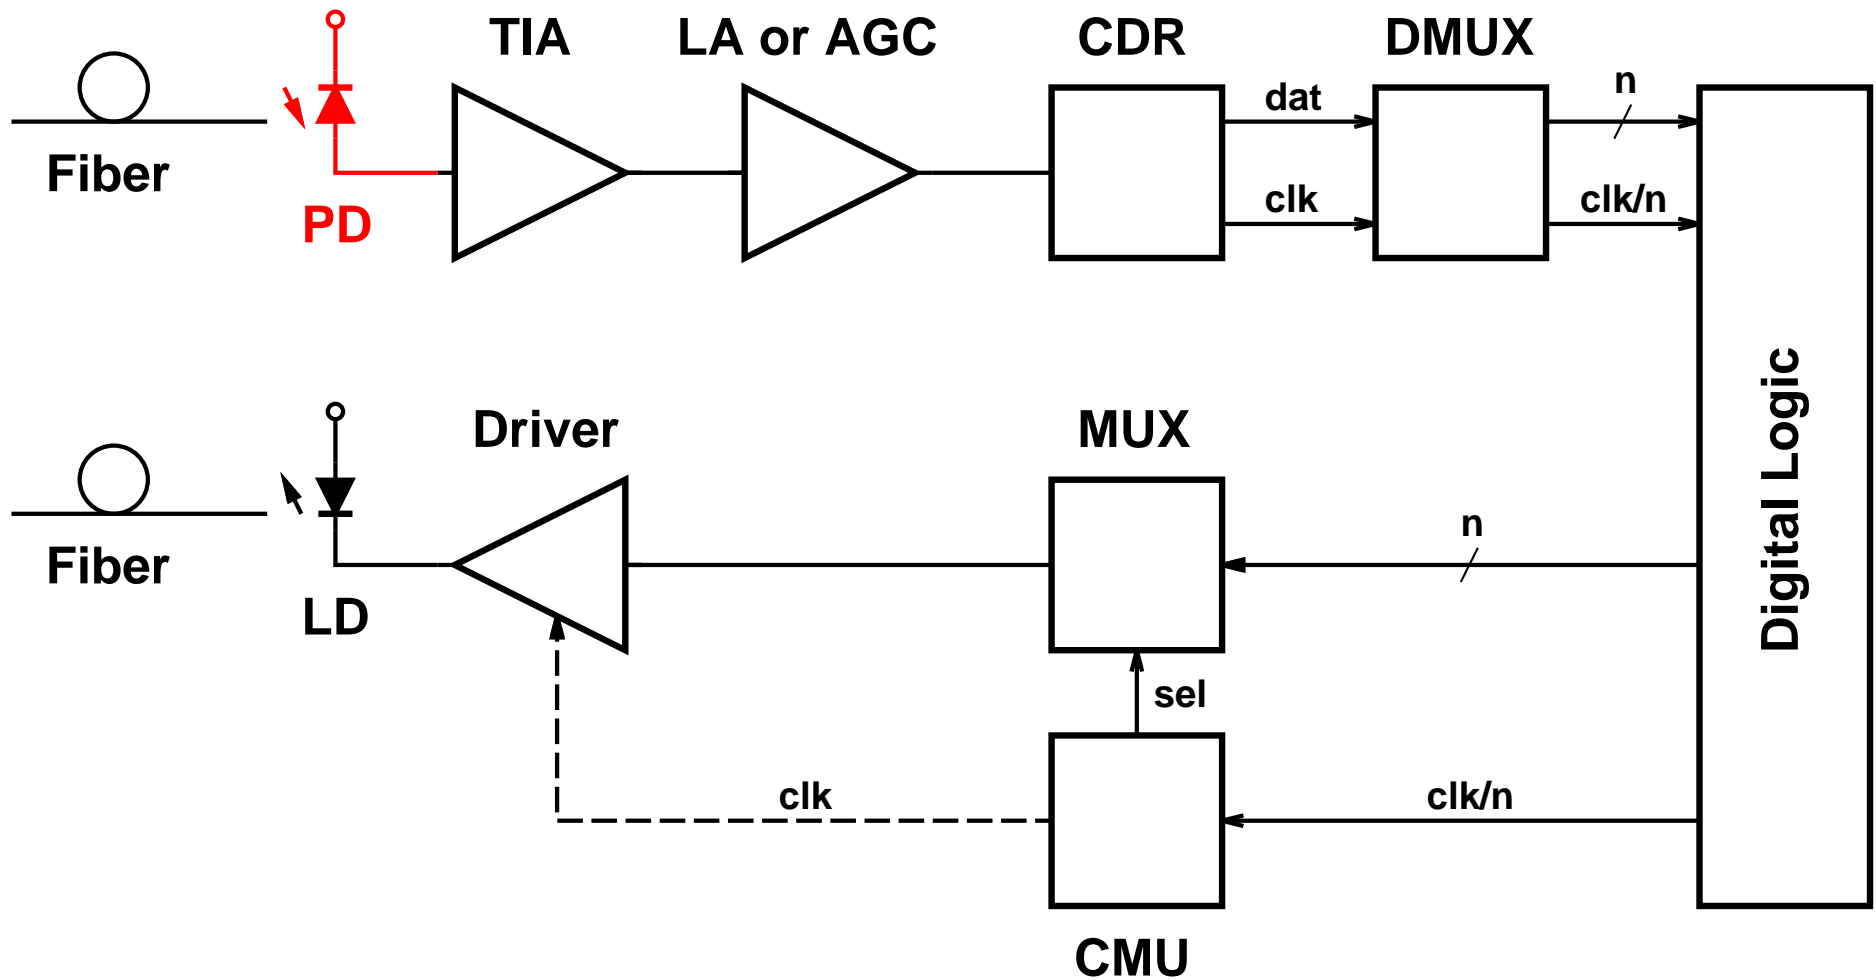 TIA
LA or AGC
CDR
DMUX
n
dat
Fiber
PD
clk
clk/n
Driver
MUX
n
Fiber
LD
sel
clk
clk/n
CMU
Digital Logic